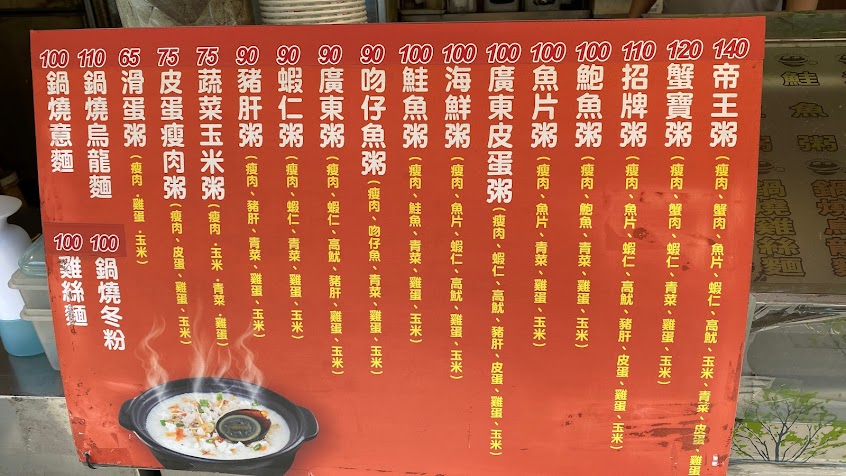 140 帝王粥(瘦肉、蟹肉、魚片、蝦仁、高魷、玉米、青菜、皮蛋、雞蛋
120 蟹寶粥(瘦肉、蟹肉、蝦仁、青菜、雞蛋、玉米)
110 招牌粥(瘦肉、魚片、蝦仁、高魷、豬肝、皮蛋、雞蛋、玉米)
100 鮑魚粥(瘦肉、鮑魚、青菜、雞蛋、玉米)
100 魚片粥(瘦肉、魚片、青菜、雞蛋、玉米)
100 廣東皮蛋粥(瘦肉、蝦仁、高魷、豬肝、皮蛋、雞蛋、玉米)
100 海鮮粥(瘦肉、魚片、蝦仁、高魷、雞蛋、玉米)
100 鮭魚粥(瘦肉、鮭魚、青菜、雞蛋、玉米)
90 吻仔魚粥(瘦肉、吻仔魚、青菜、雞蛋、玉米)
90 廣東粥(瘦肉、蝦仁、高魷、豬肝、雞蛋、玉米)
90 蝦仁粥(瘦肉、蝦仁、青菜、雞蛋、玉米)
90 豬肝粥(瘦肉、豬肝、青菜、雞蛋、玉米)
75 蔬菜玉米粥(瘦肉、玉米、青菜、雞蛋)
75 皮蛋瘦肉粥(瘦肉、皮蛋、雞蛋、玉米)
65 滑蛋粥(瘦肉、雞蛋、玉米)
110 鍋燒烏龍麵
100 鍋燒意麵
100 鍋燒冬粉
100 雞絲麵
鮭
魚
粥
鍋燒雞絲麵